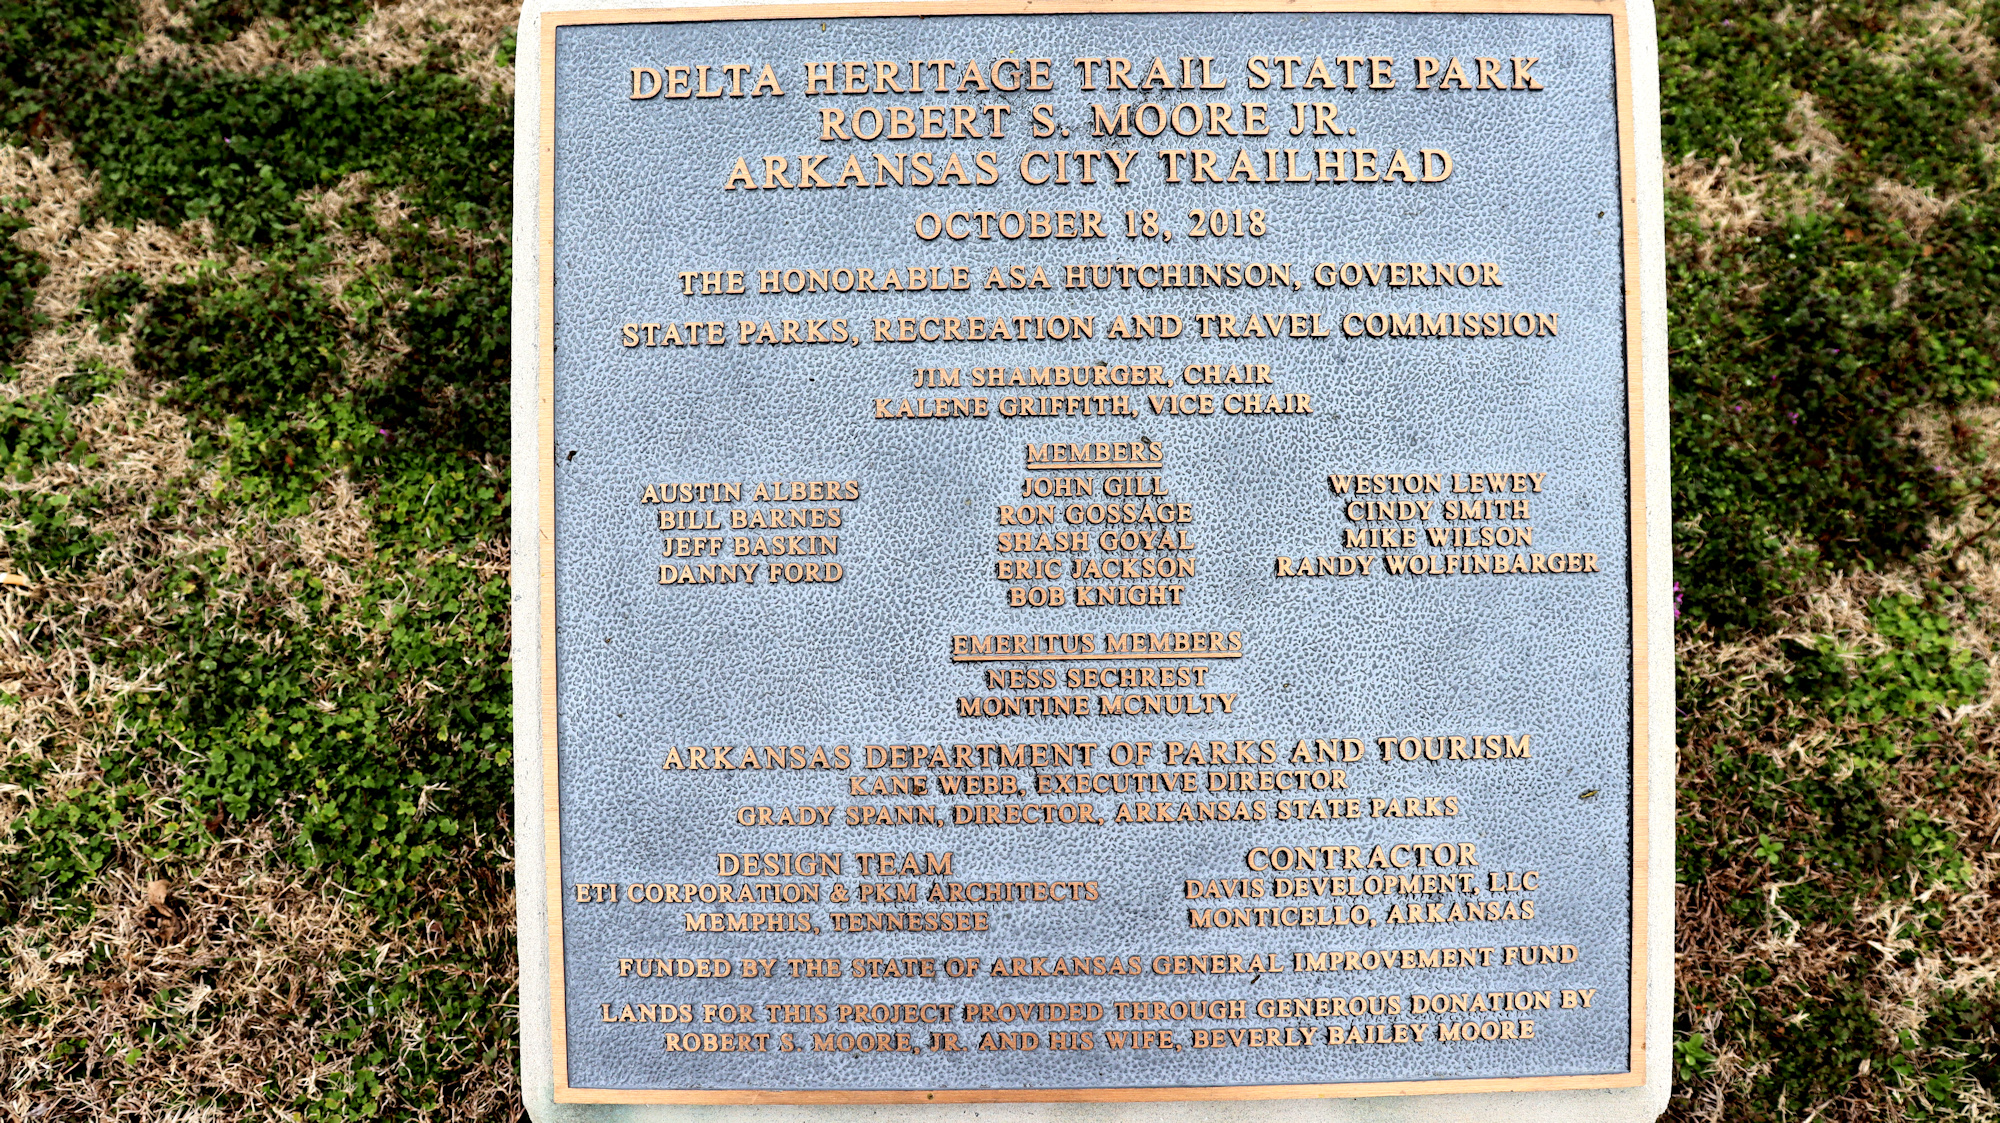 DELTA HERITAGE TRAIL STATE PARK
ROBERT S. MOORE JR.
ARKANSAS CITY TRAILHEAD
OCTOBER 18, 2018
THE HONORABLE ASA HUTCHINSON, GOVERNOR
STATE PARKS, RECREATION AND TRAVEL COMMISSION
JIM SHAMBURGER, CHAIR
KALENE GRIFFITH, VICE CHAIR
MEMBERS
AUSTIN ALBERS
BILL BARNES
JEFF BASKIN
DANNY FORD
JOHN GILL
RON GOSSAGE
SHASH GOYAL
ERIC JACKSON
BOB KNIGHT
WESTON LEWEY
CINDY SMITH
MIKE WILSON
RANDY WOLFINBARGER
EMERITUS MEMBERS
NESS SECHREST
MONTINE MCNULTY
ARKANSAS DEPARTMENT OF PARKS AND TOURISM
KANE WEBB, EXECUTIVE DIRECTOR
GRADY SPANN, DIRECTOR, ARKANSAS STATE PARKS
DESIGN TEAM
ETI CORPORATION & PKM ARCHITECTS
MEMPHIS, TENNESSEE
CONTRACTOR
DAVIS DEVELOPMENT, LLC
MONTICELLO, ARKANSAS
FUNDED BY THE STATE OF ARKANSAS GENERAL IMPROVEMENT FUND
LANDS FOR THIS PROJECT PROVIDED THROUGH GENEROUS DONATION BY
ROBERT S. MOORE, JR. AND HIS WIFE, BEVERLY BAILEY MOORE